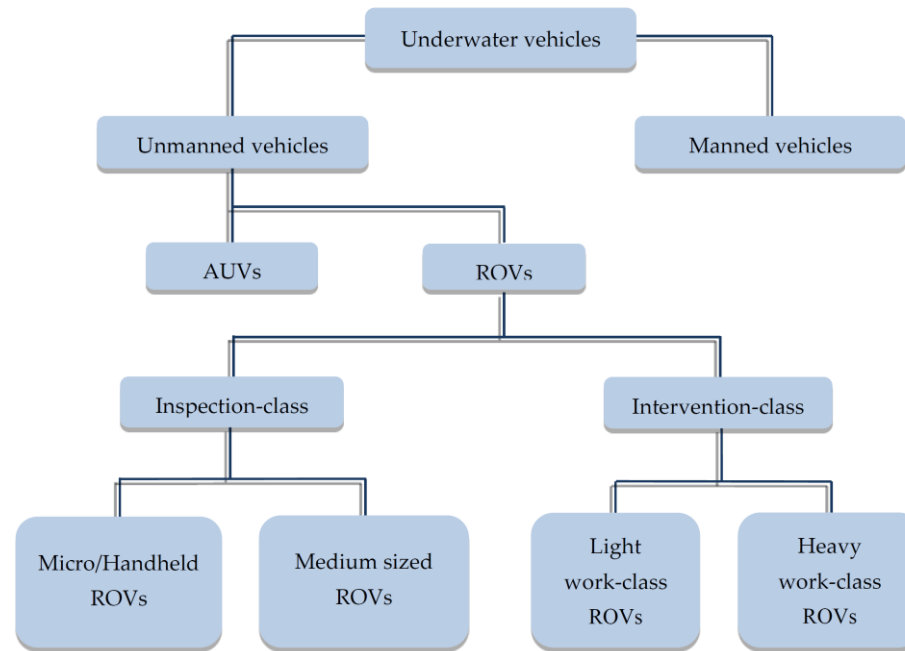 Underwater vehicles
Unmanned vehicles
Manned vehicles
AUVs
ROVs
Inspection-class
Intervention-class
Micro/Handheld
ROVs
Medium sized
ROVs
Light
work-class
ROVs
Heavy
work-class
ROVs